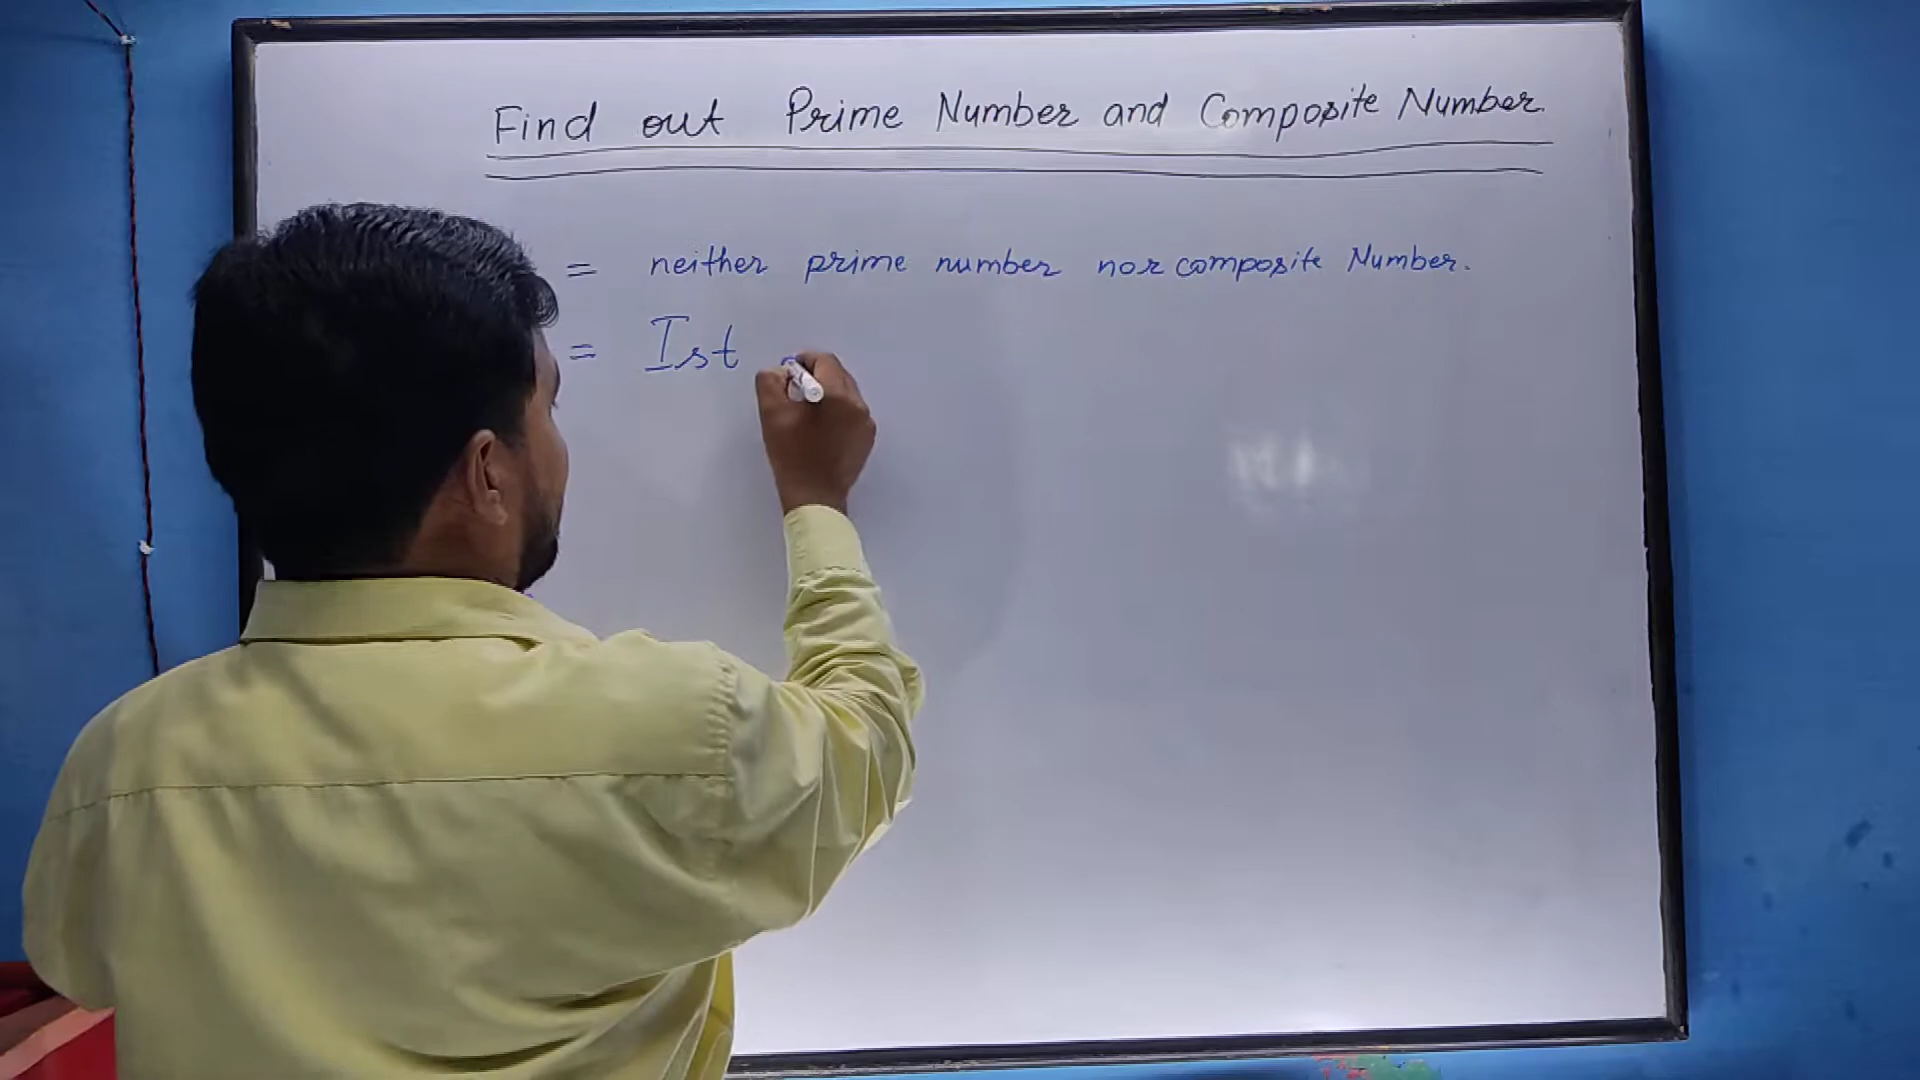 Find out Prime Number and Composite Number.
= neither prime number nor composite Number.
= Ist